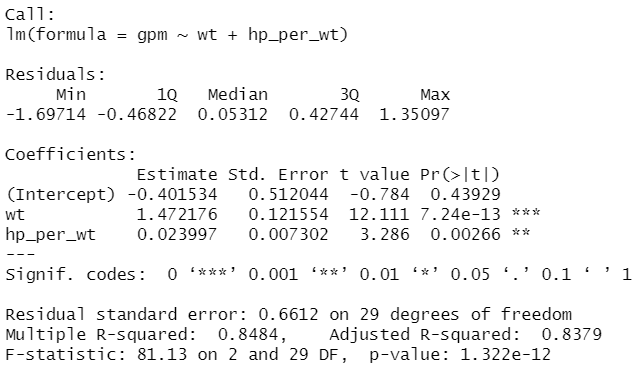 Call:
lm(formula = gpm ~ wt + hp_per_wt)
Residuals:
     Min       1Q   Median       3Q      Max
-1.69714 -0.46822  0.05312  0.42744  1.35097
Coefficients:
             Estimate Std. Error t value Pr(>|t|)
(Intercept) -0.401534   0.512044  -0.784  0.43929
wt           1.472176   0.121554  12.111 7.24e-13 ***
hp_per_wt    0.023997   0.007302   3.286  0.00266 **
---
Signif. codes:  0 ‘***’ 0.001 ‘**’ 0.01 ‘*’ 0.05 ‘.’ 0.1 ‘ ’ 1
Residual standard error: 0.6612 on 29 degrees of freedom
Multiple R-squared:  0.8484,    Adjusted R-squared:  0.8379
F-statistic: 81.13 on 2 and 29 DF,  p-value: 1.322e-12